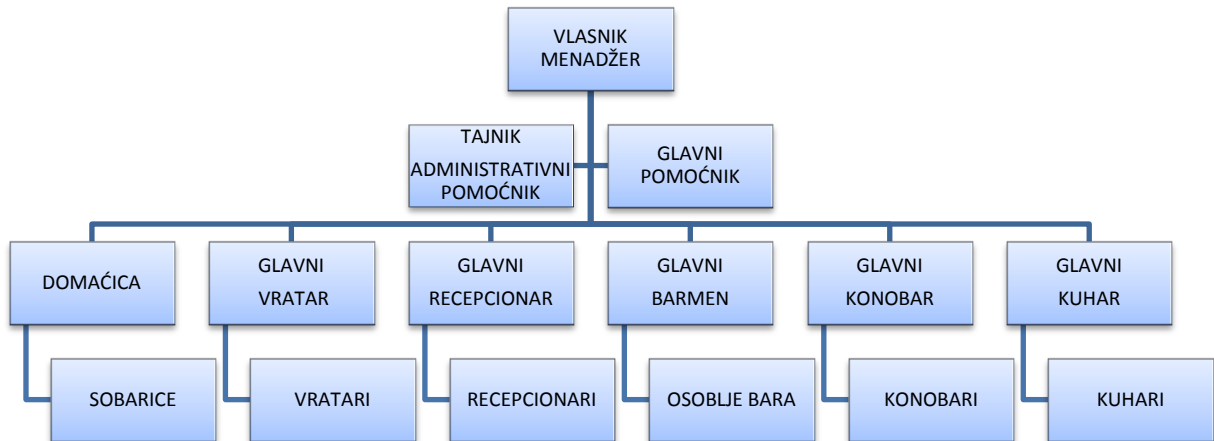 VLASNIK
MENADŽER
TAJNIK
ADMINISTRATIVNI
POMOĆNIK
GLAVNI
POMOĆNIK
DOMAĆICA
GLAVNI
VRATAR
GLAVNI
RECEPCIONAR
GLAVNI
BARMEN
GLAVNI
KONOBAR
GLAVNI
KUHAR
SOBARICE
VRATARI
RECEPCIONARI
OSOBLJE BARA
KONOBARI
KUHARI